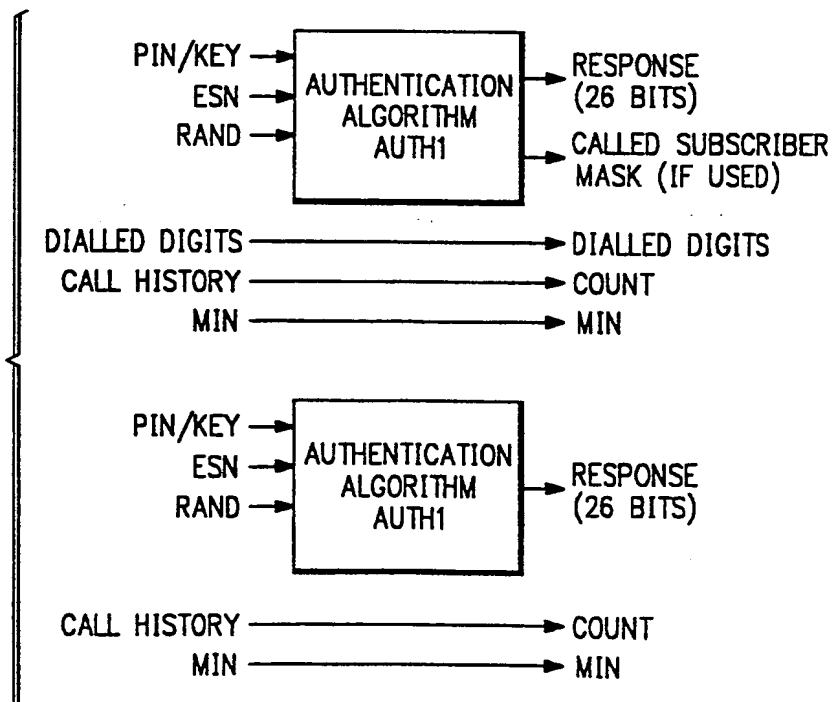 PIN/KEY
ESN
RAND
AUTHENTICATION
ALGORITHM
AUTH1
RESPONSE
(26 BITS)
CALLED SUBSCRIBER
MASK (IF USED)
DIALLED DIGITS
DIALLED DIGITS
CALL HISTORY
COUNT
MIN
MIN
PIN/KEY
ESN
RAND
AUTHENTICATION
ALGORITHM
AUTH1
RESPONSE
(26 BITS)
CALL HISTORY
COUNT
MIN
MIN